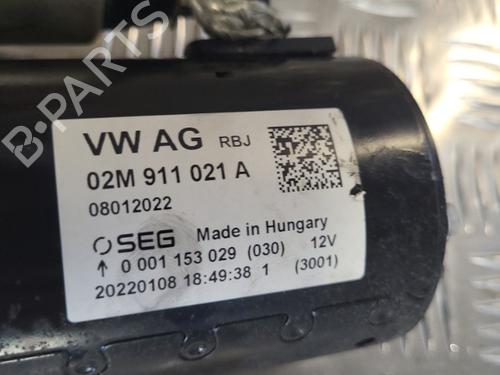 B-PARTS
VW AG RBJ
02M 911 021 A
08012022
SEG Made in Hungary
↑ 0 001 153 029 (030) 12V
20220108 18:49:38 1 (3001)